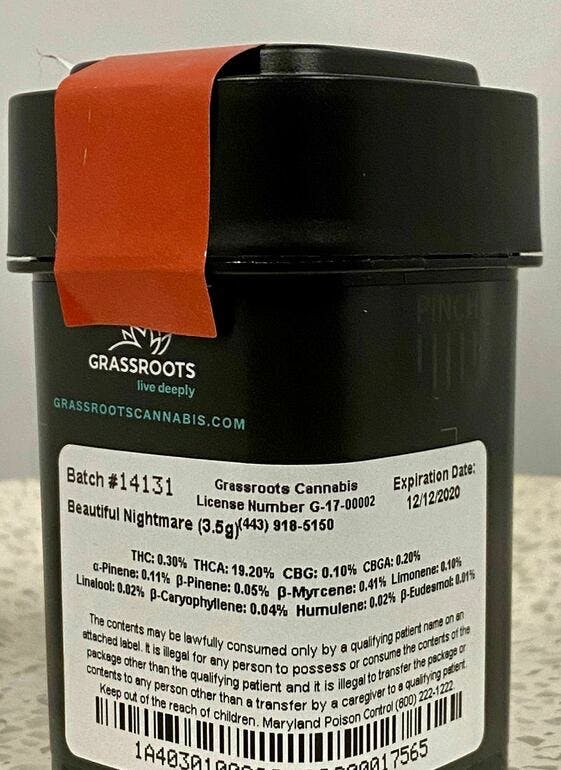 PINCH
GRASSROOTS
live deeply
GRASSROOTSCANNABIS.COM
Batch #14131
Grassroots Cannabis
License Number G-17-00002
Expiration Date:
12/12/2020
Beautiful Nightmare (3.5g)(443) 918-5150
THC: 0.30% THCA: 19.20% CBG: 0.10% CBGA: 0.20%
α-Pinene: 0.11% β-Pinene: 0.05% β-Myrcene: 0.41% Limonene: 0.10%
Linalool: 0.02% β-Caryophyllene: 0.04% Humulene: 0.02% β-Eudesmol: 0.01%
The contents may be lawfully consumed only by a qualifying patient name on an
attached label. It is illegal for any person to possess or consume the contents of the
package other than the qualifying patient and it is illegal to transfer the package or
contents to any person other than a transfer by a caregiver to a qualifying patient.
Keep out of the reach of children. Maryland Poison Control (800) 222-1222